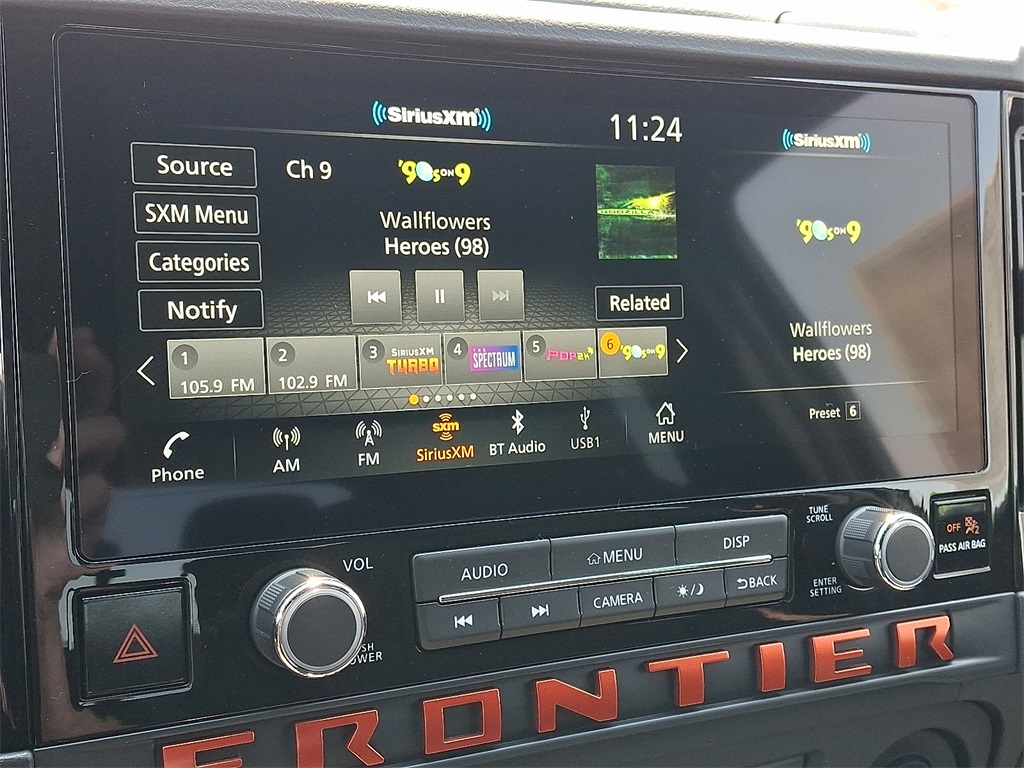 SiriusXM
11:24
SiriusXM
Source
Ch 9
'90s ON 9
SXM Menu
Wallflowers
GODZILLA
'90s ON 9
Categories
Heroes (98)
Notify
Related
Wallflowers
Heroes (98)
1
105.9 FM
2
102.9 FM
3 SiriusXM TURBO
4 THE SPECTRUM
5 POP2K
6 '90s ON 9
Preset 6
Phone
AM
FM
sxm
SiriusXM
BT Audio
USB1
MENU
VOL
AUDIO
MENU
DISP
TUNE
SCROLL
OFF
2
PASS AIR BAG
CAMERA
BACK
ENTER
SETTING
FRONTIER